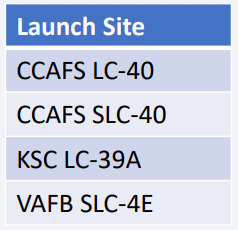 Launch Site
CCAFS LC-40
CCAFS SLC-40
KSC LC-39A
VAFB SLC-4E